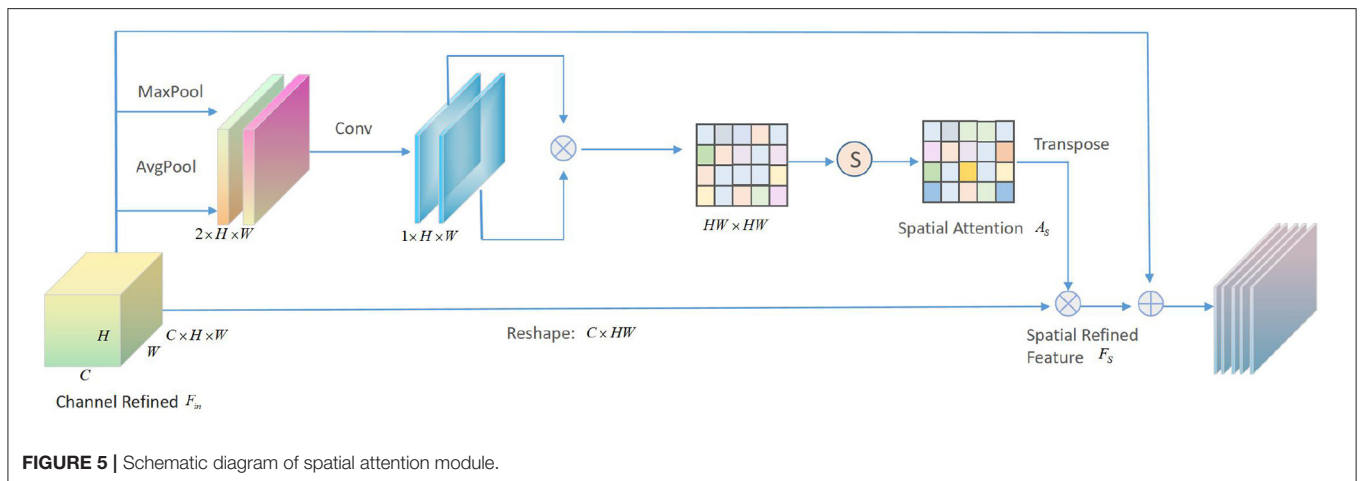 MaxPool
AvgPool
2×H×W
Conv
1×H×W
HW×HW
S
Spatial Attention A_S
Transpose
H
W
C
C×H×W
Channel Refined F_in
Reshape: C×HW
Spatial Refined
Feature F_S
FIGURE 5 | Schematic diagram of spatial attention module.